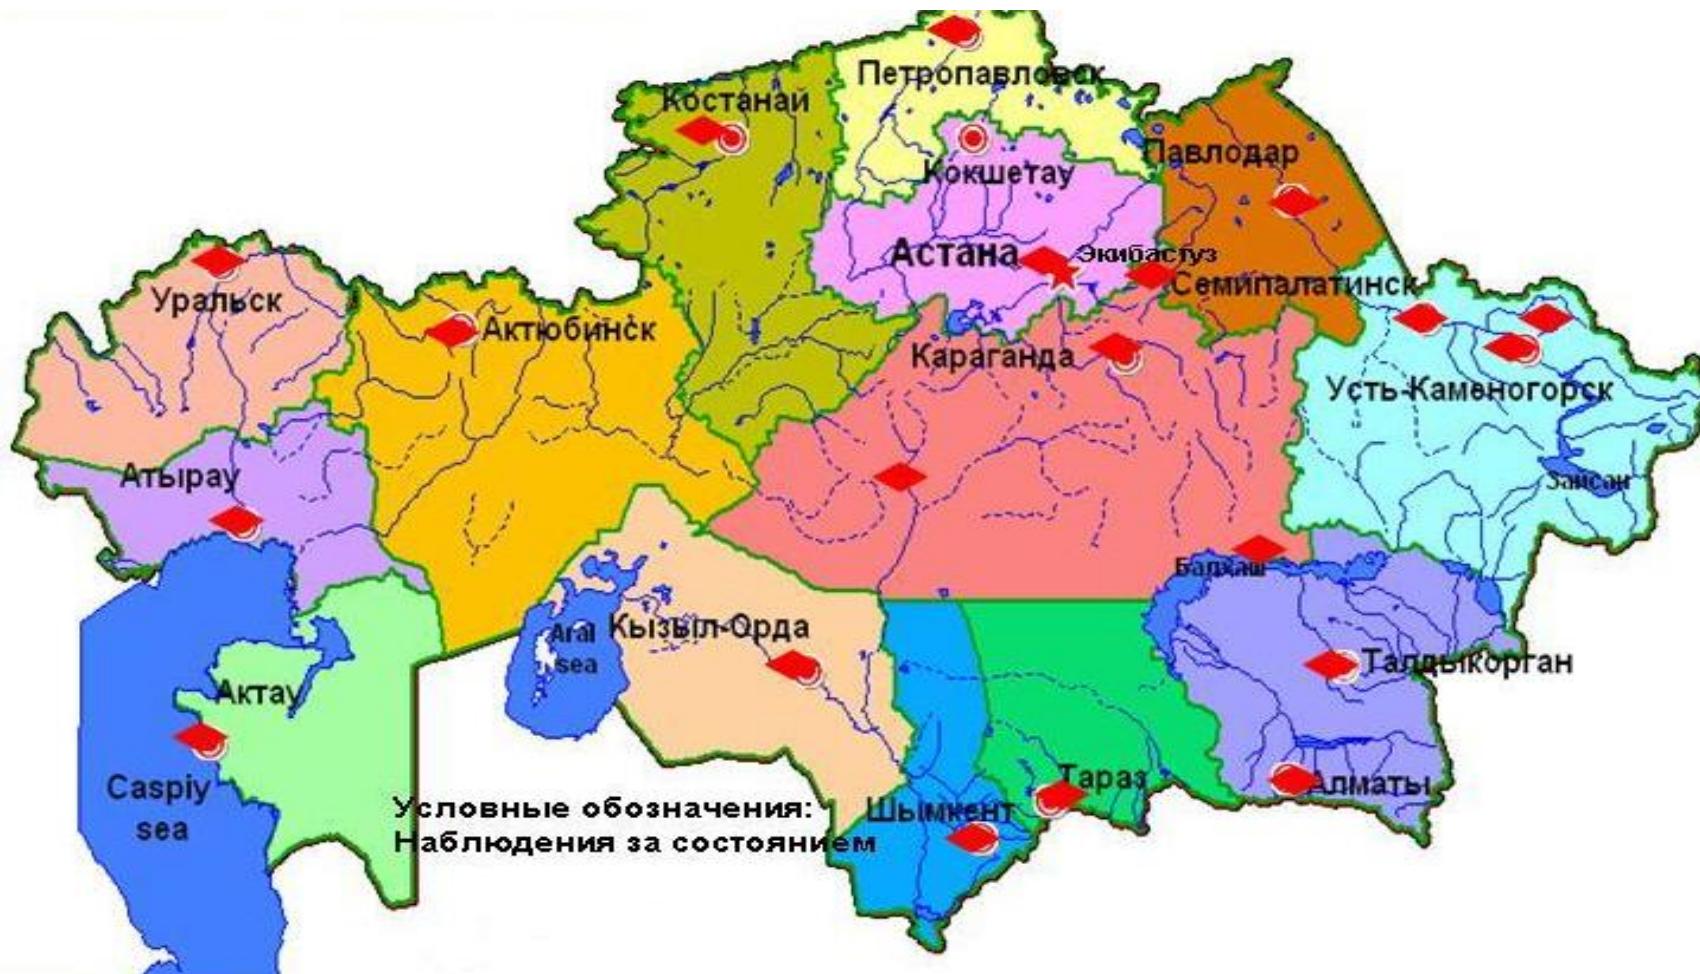 Петропавловск
Костанай
Павлодар
Кокшетау
Астана
Экибастуз
Семипалатинск
Уральск
Актюбинск
Караганда
Усть-Каменогорск
Атырау
Зайсан
Балхаш
Aral
sea
Кызыл-Орда
Талдыкорган
Актау
Caspiy
sea
Тараз
Алматы
Шымкент
Условные обозначения:
Наблюдения за состоянием